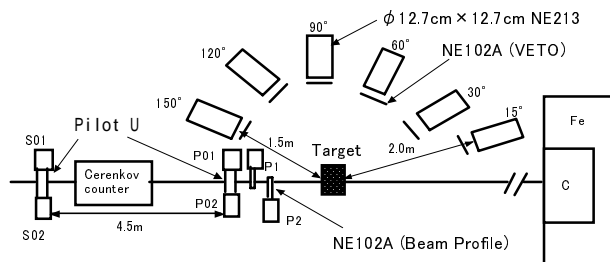 φ12.7cm×12.7cm NE213
90°
120°
60°
NE102A (VETO)
150°
30°
15°
S01
Pilot U
P01
P1
1.5m
Target
2.0m
Fe
Cerenkov
counter
C
S02
4.5m
P02
P2
NE102A (Beam Profile)